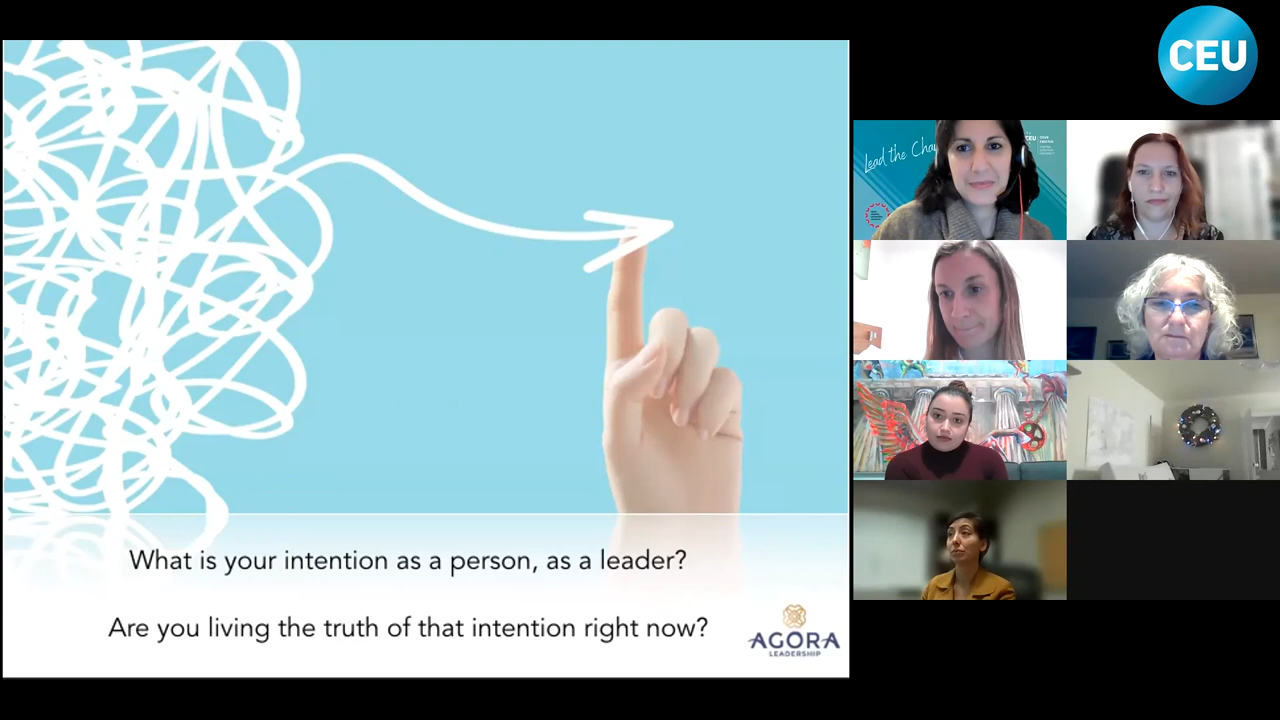 CEU
Lead the Cha
CEU
What is your intention as a person, as a leader?
Are you living the truth of that intention right now?
AGORA
LEADERSHIP